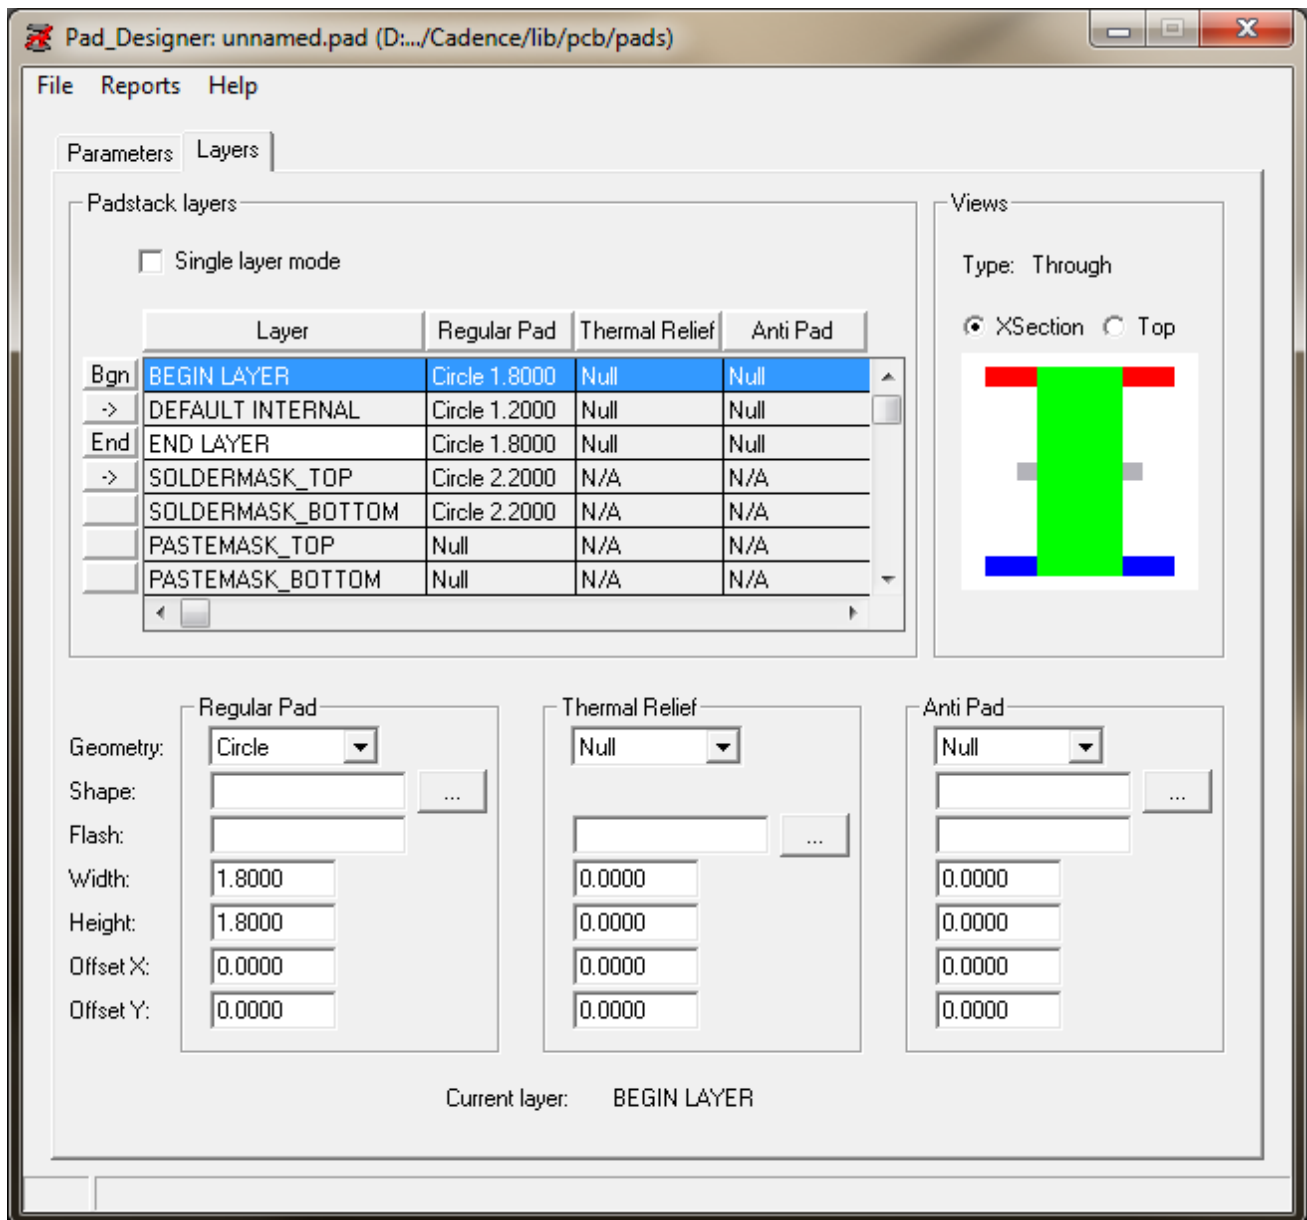 Pad_Designer: unnamed.pad (D:.../Cadence/lib/pcb/pads)
File Reports Help
Parameters Layers
Padstack layers
Single layer mode
Layer Regular Pad Thermal Relief Anti Pad
Bgn BEGIN LAYER Circle 1.8000 Null Null
-> DEFAULT INTERNAL Circle 1.2000 Null Null
End END LAYER Circle 1.8000 Null Null
-> SOLDERMASK_TOP Circle 2.2000 N/A N/A
SOLDERMASK_BOTTOM Circle 2.2000 N/A N/A
PASTEMASK_TOP Null N/A N/A
PASTEMASK_BOTTOM Null N/A N/A
Views
Type: Through
XSection Top
Regular Pad Thermal Relief Anti Pad
Geometry: Circle Null Null
Shape: ... ...
Flash: ...
Width: 1.8000 0.0000 0.0000
Height: 1.8000 0.0000 0.0000
Offset X: 0.0000 0.0000 0.0000
Offset Y: 0.0000 0.0000 0.0000
Current layer: BEGIN LAYER